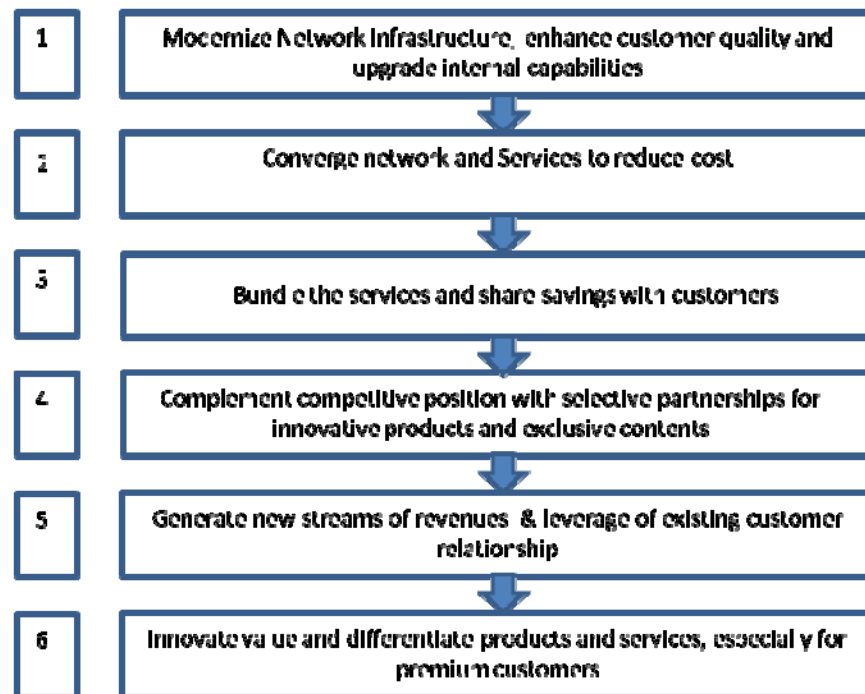 1
Modernize Network Infrastructure, enhance customer quality and
upgrade internal capabilities
2
Converge network and Services to reduce cost
3
Bundle the services and share savings with customers
4
Complement competitive position with selective partnerships for
innovative products and exclusive contents
5
Generate new streams of revenues & leverage of existing customer
relationship
6
Innovate value and differentiate products and services, especially for
premium customers